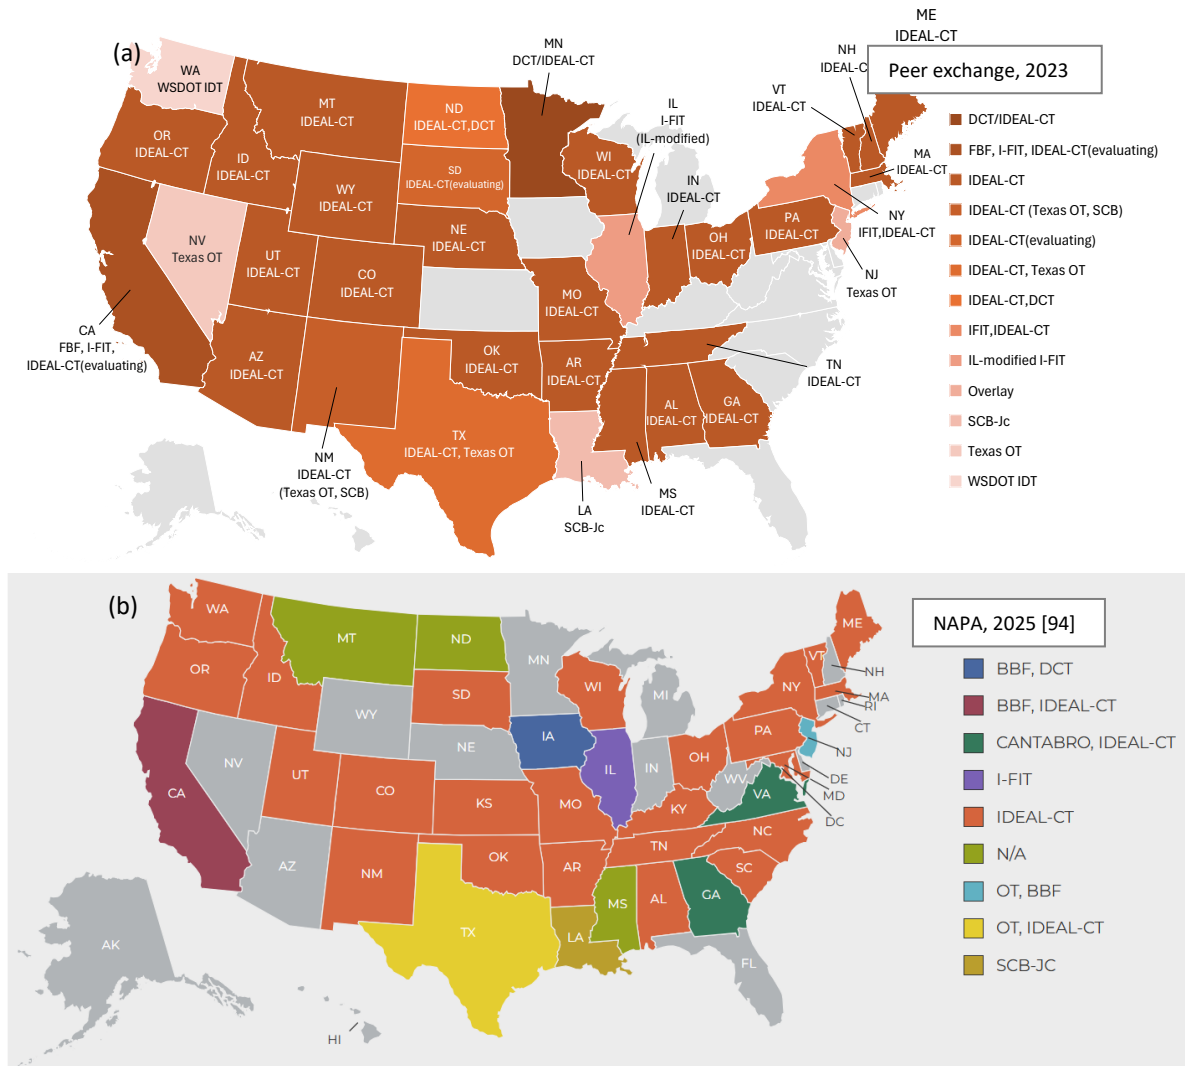 (a)
Peer exchange, 2023
ME
IDEAL-CT
NH
IDEAL-C
VT
IDEAL-CT
MN
DCT/IDEAL-CT
IL
I-FIT
(IL-modified)
WA
WSDOT IDT
MT
IDEAL-CT
ND
IDEAL-CT,DCT
OR
IDEAL-CT
ID
IDEAL-CT
SD
IDEAL-CT(evaluating)
WI
IDEAL-CT
MA
IDEAL-CT
WY
IDEAL-CT
IN
IDEAL-CT
NY
IFIT,IDEAL-CT
NV
Texas OT
UT
IDEAL-CT
NE
IDEAL-CT
OH
IDEAL-CT
PA
IDEAL-CT
CO
IDEAL-CT
NJ
Texas OT
MO
IDEAL-CT
CA
FBF, I-FIT,
IDEAL-CT(evaluating)
AZ
IDEAL-CT
OK
IDEAL-CT
AR
IDEAL-CT
TN
IDEAL-CT
AL
IDEAL-CT
GA
IDEAL-CT
TX
IDEAL-CT, Texas OT
NM
IDEAL-CT
(Texas OT, SCB)
LA
SCB-Jc
MS
IDEAL-CT
DCT/IDEAL-CT
FBF, I-FIT, IDEAL-CT(evaluating)
IDEAL-CT
IDEAL-CT (Texas OT, SCB)
IDEAL-CT(evaluating)
IDEAL-CT, Texas OT
IDEAL-CT,DCT
IFIT,IDEAL-CT
IL-modified I-FIT
Overlay
SCB-Jc
Texas OT
WSDOT IDT
(b)
NAPA, 2025 [94]
WA
MT
ND
MN
ME
OR
ID
SD
WI
MI
VT
NH
NY
MA
RI
CT
WY
NE
IA
PA
NJ
NV
UT
CO
KS
MO
IL
IN
OH
WV
VA
DE
MD
DC
CA
KY
NC
AZ
NM
OK
AR
TN
SC
MS
AL
GA
TX
LA
FL
AK
HI
BBF, DCT
BBF, IDEAL-CT
CANTABRO, IDEAL-CT
I-FIT
IDEAL-CT
N/A
OT, BBF
OT, IDEAL-CT
SCB-JC